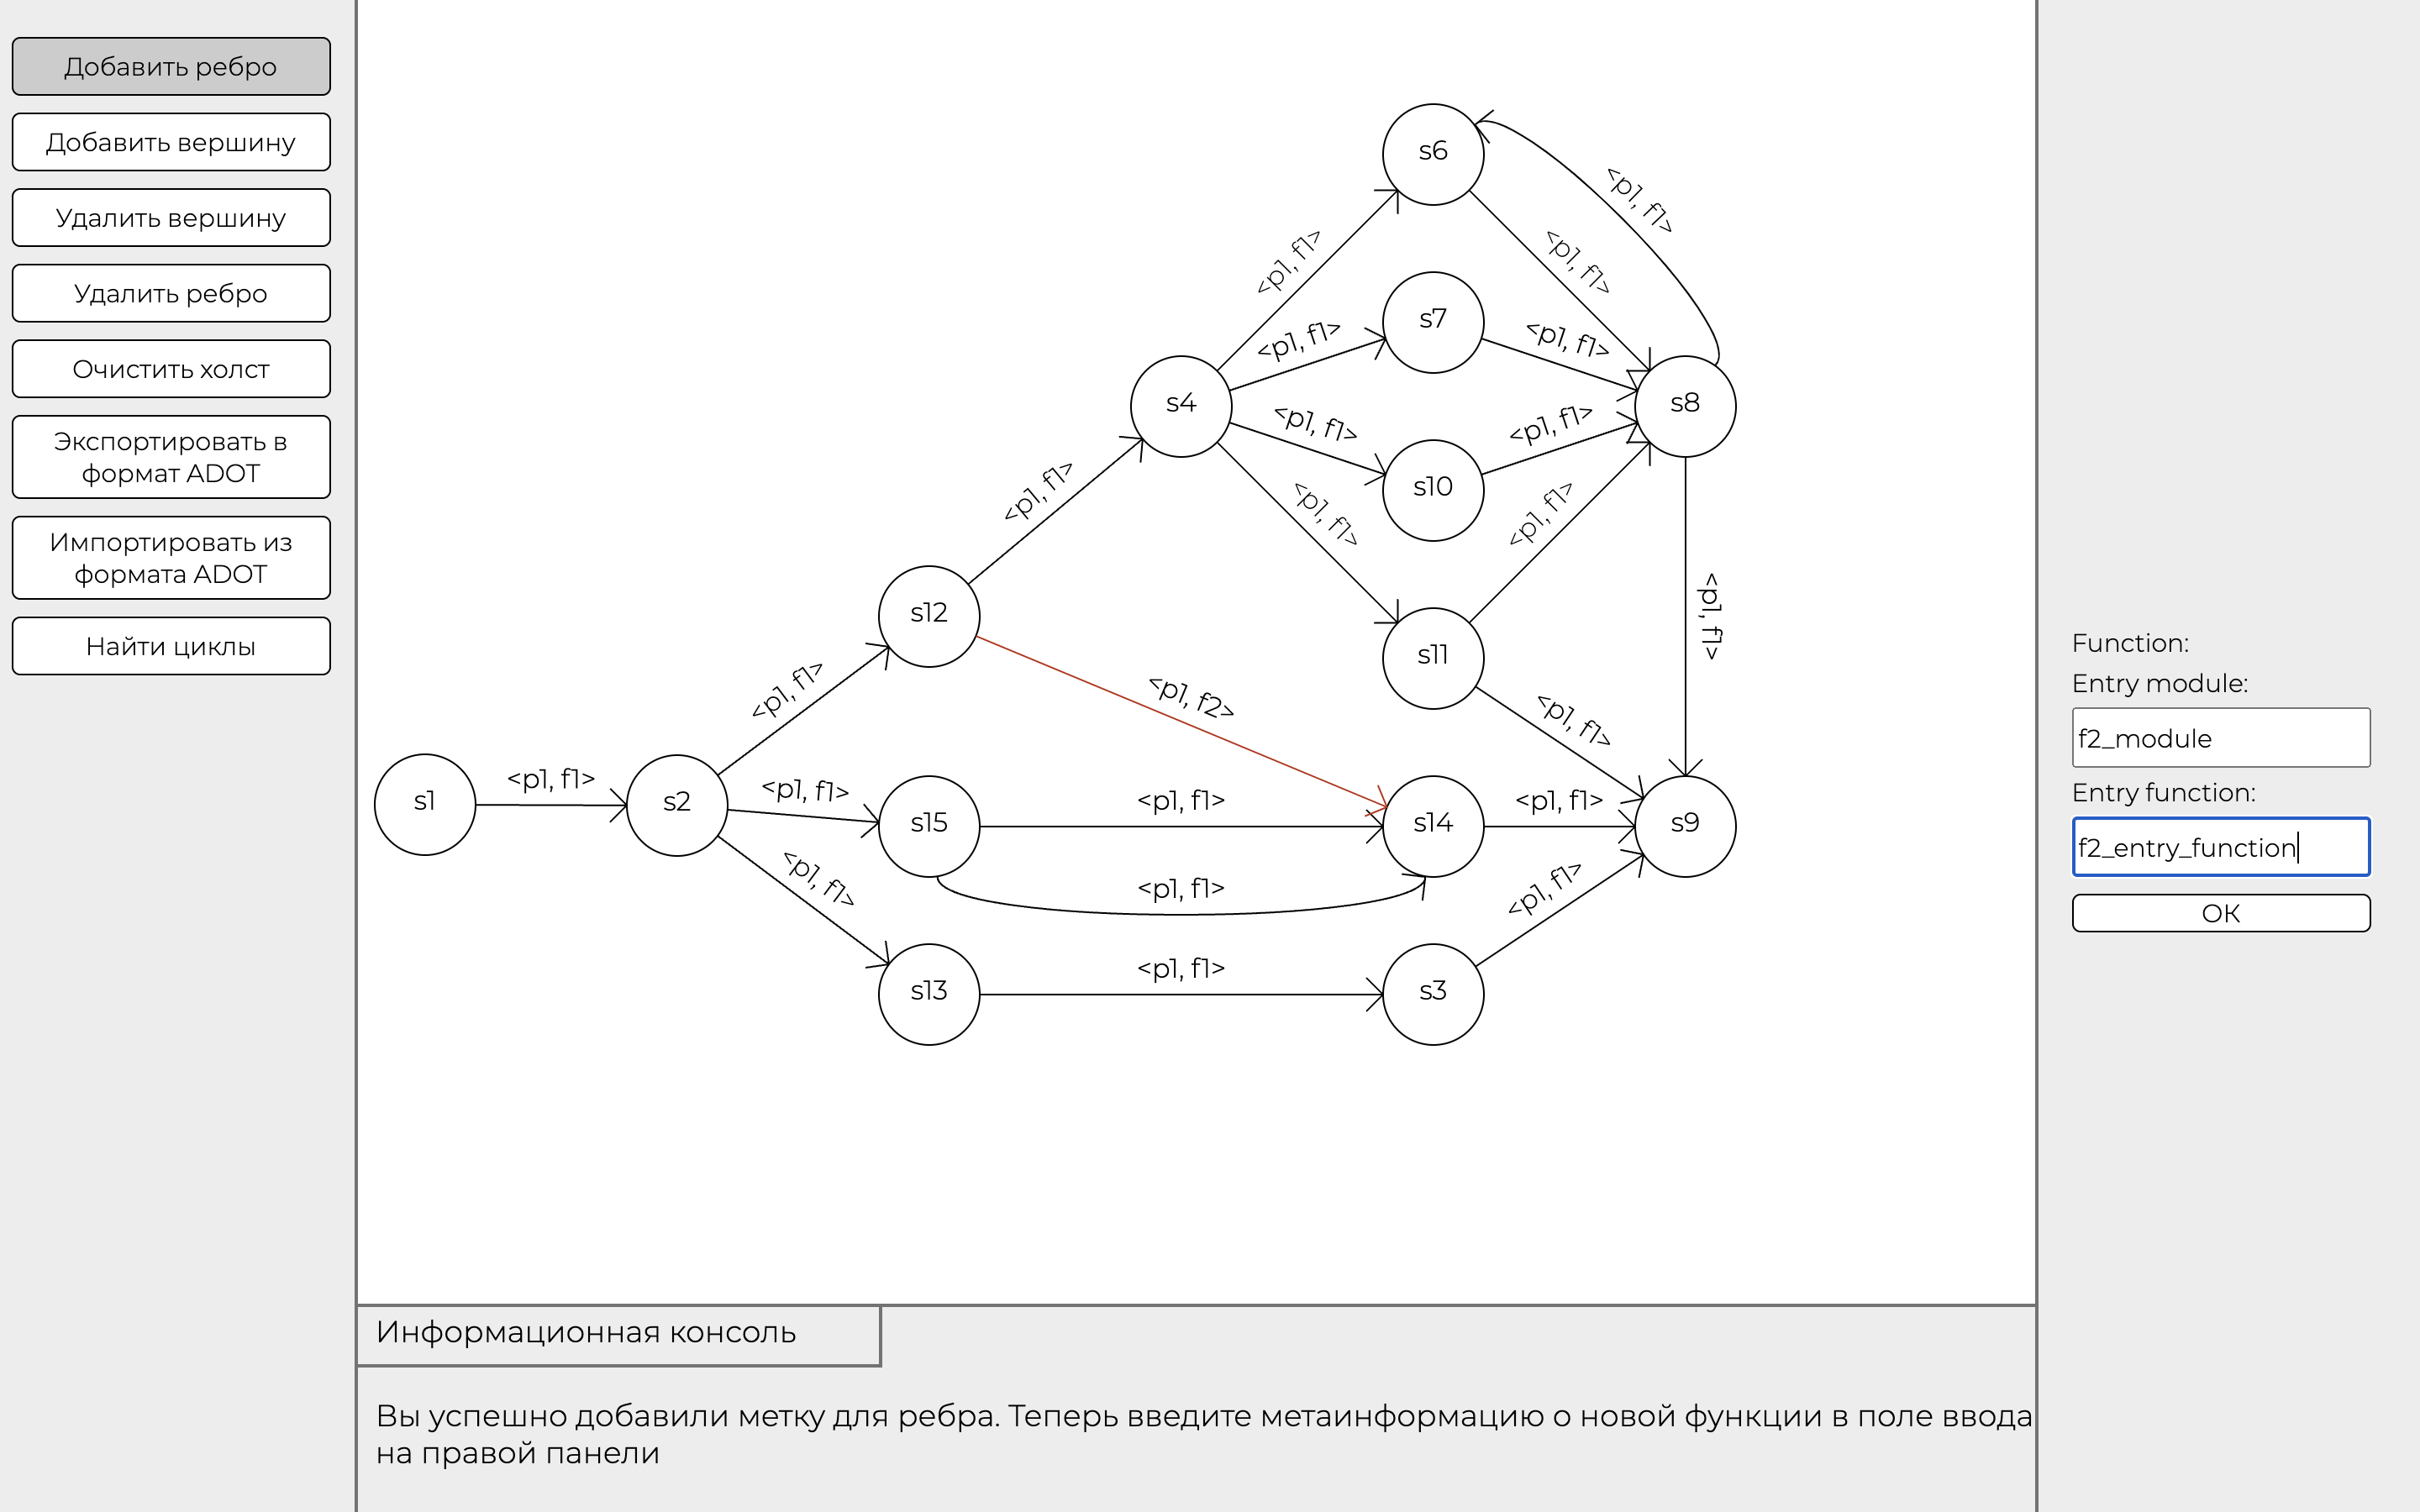 Добавить ребро
Добавить вершину
Удалить вершину
Удалить ребро
Очистить холст
Экспортировать в
формат ADOT
Импортировать из
формата ADOT
Найти циклы
s6
<p1, f1>
<p1, f1>
<p1, f1>
s7
<p1, f1>
<p1, f1>
s4
s8
<p1, f1>
<p1, f1>
s10
<p1, f1>
<p1, f1>
<p1, f1>
s12
<p1, f1>
s11
<p1, f1>
<p1, f2>
<p1, f1>
s1
<p1, f1>
s2
<p1, f1>
s15
<p1, f1>
s14
<p1, f1>
s9
<p1, f1>
<p1, f1>
<p1, f1>
s13
<p1, f1>
s3
Function:
Entry module:
f2_module
Entry function:
f2_entry_function
OK
Информационная консоль
Вы успешно добавили метку для ребра. Теперь введите метаинформацию о новой функции в поле ввода
на правой панели